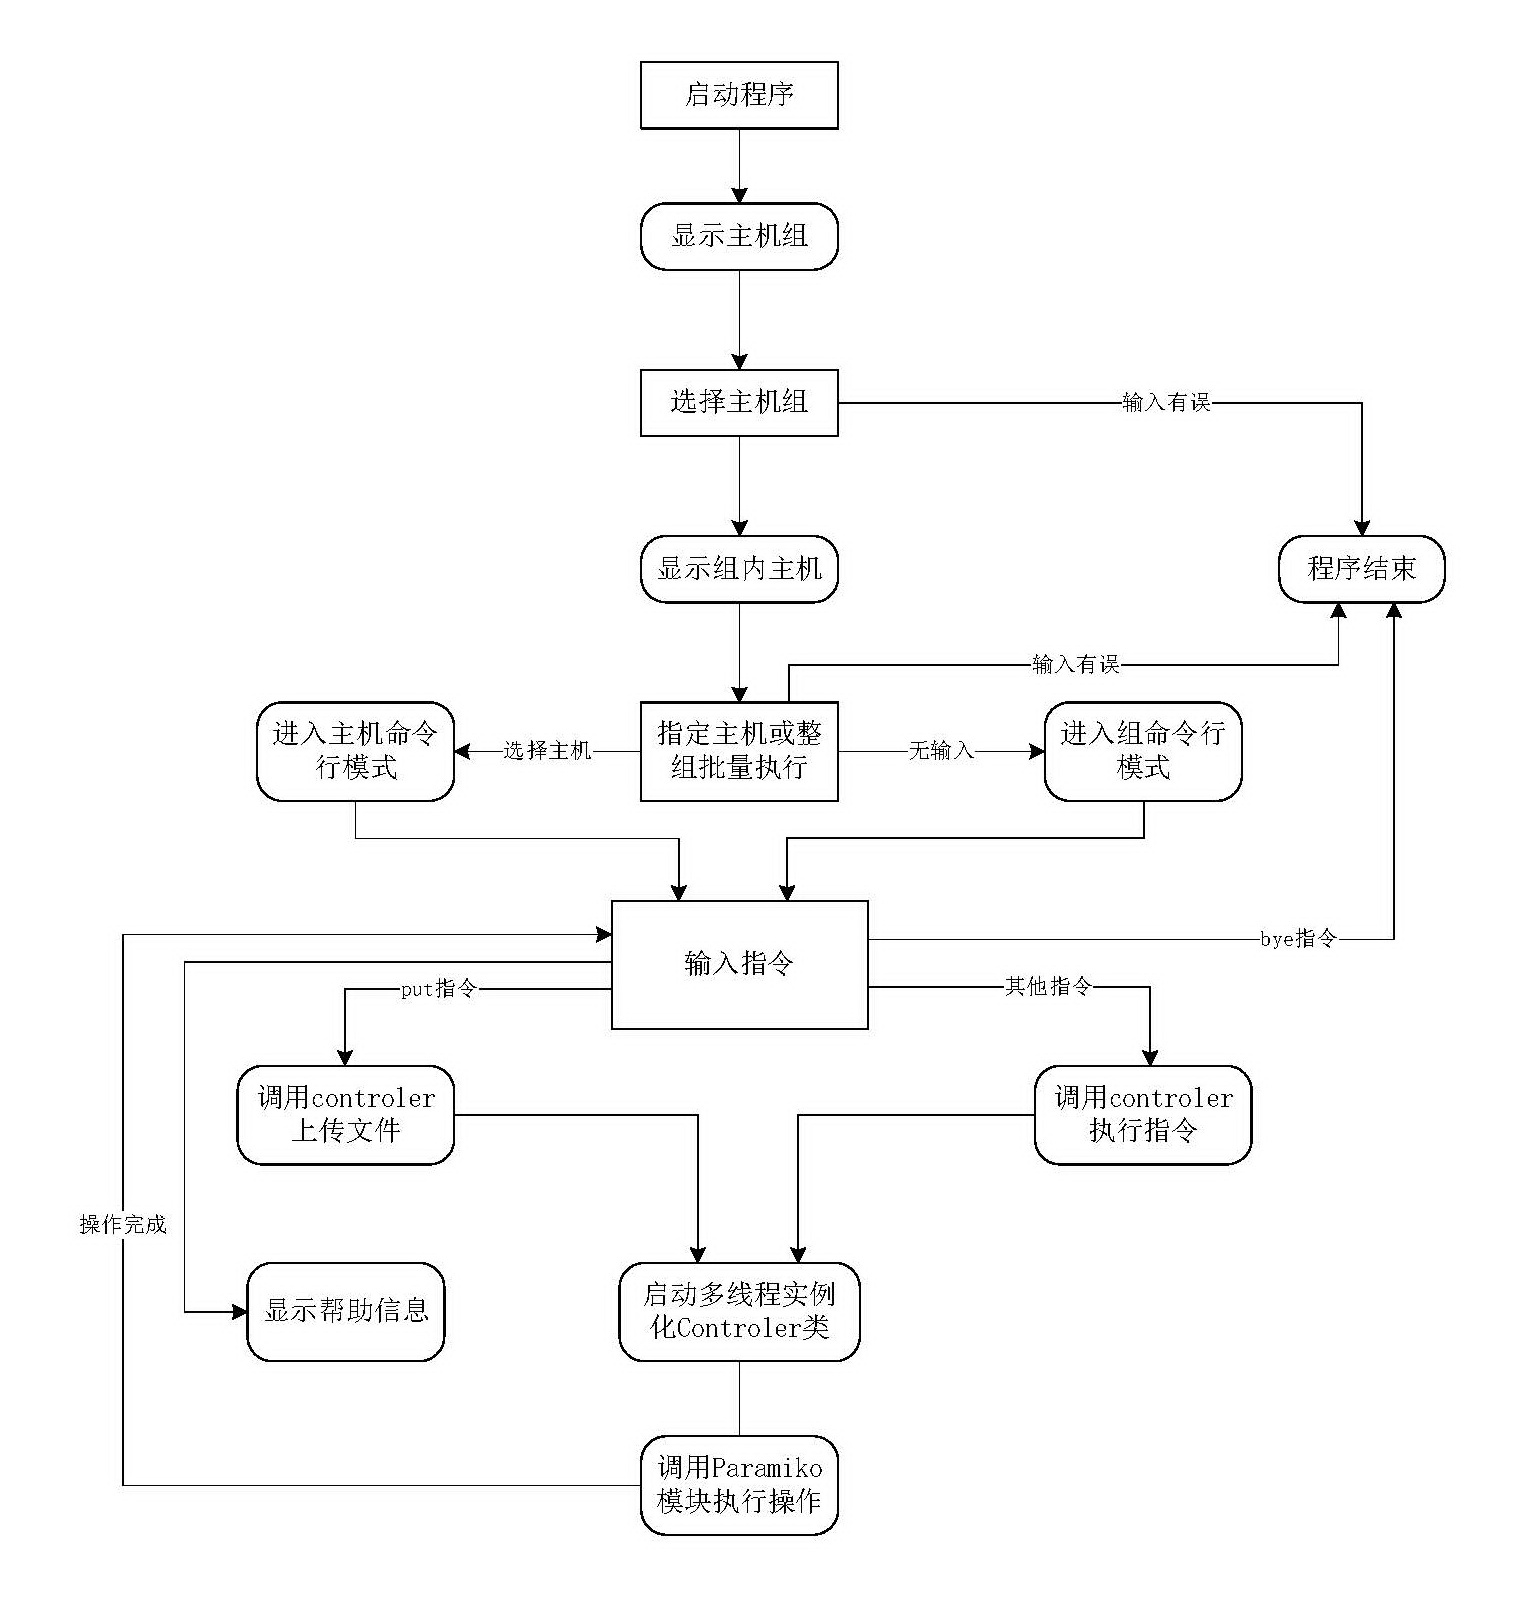 启动程序
显示主机组
选择主机组
输入有误
显示组内主机
程序结束
输入有误
进入主机命令
行模式
选择主机
指定主机或整
组批量执行
无输入
进入组命令行
模式
输入指令
bye指令
put指令
其他指令
调用controler
上传文件
调用controler
执行指令
操作完成
显示帮助信息
启动多线程实例
化Controler类
调用Paramiko
模块执行操作